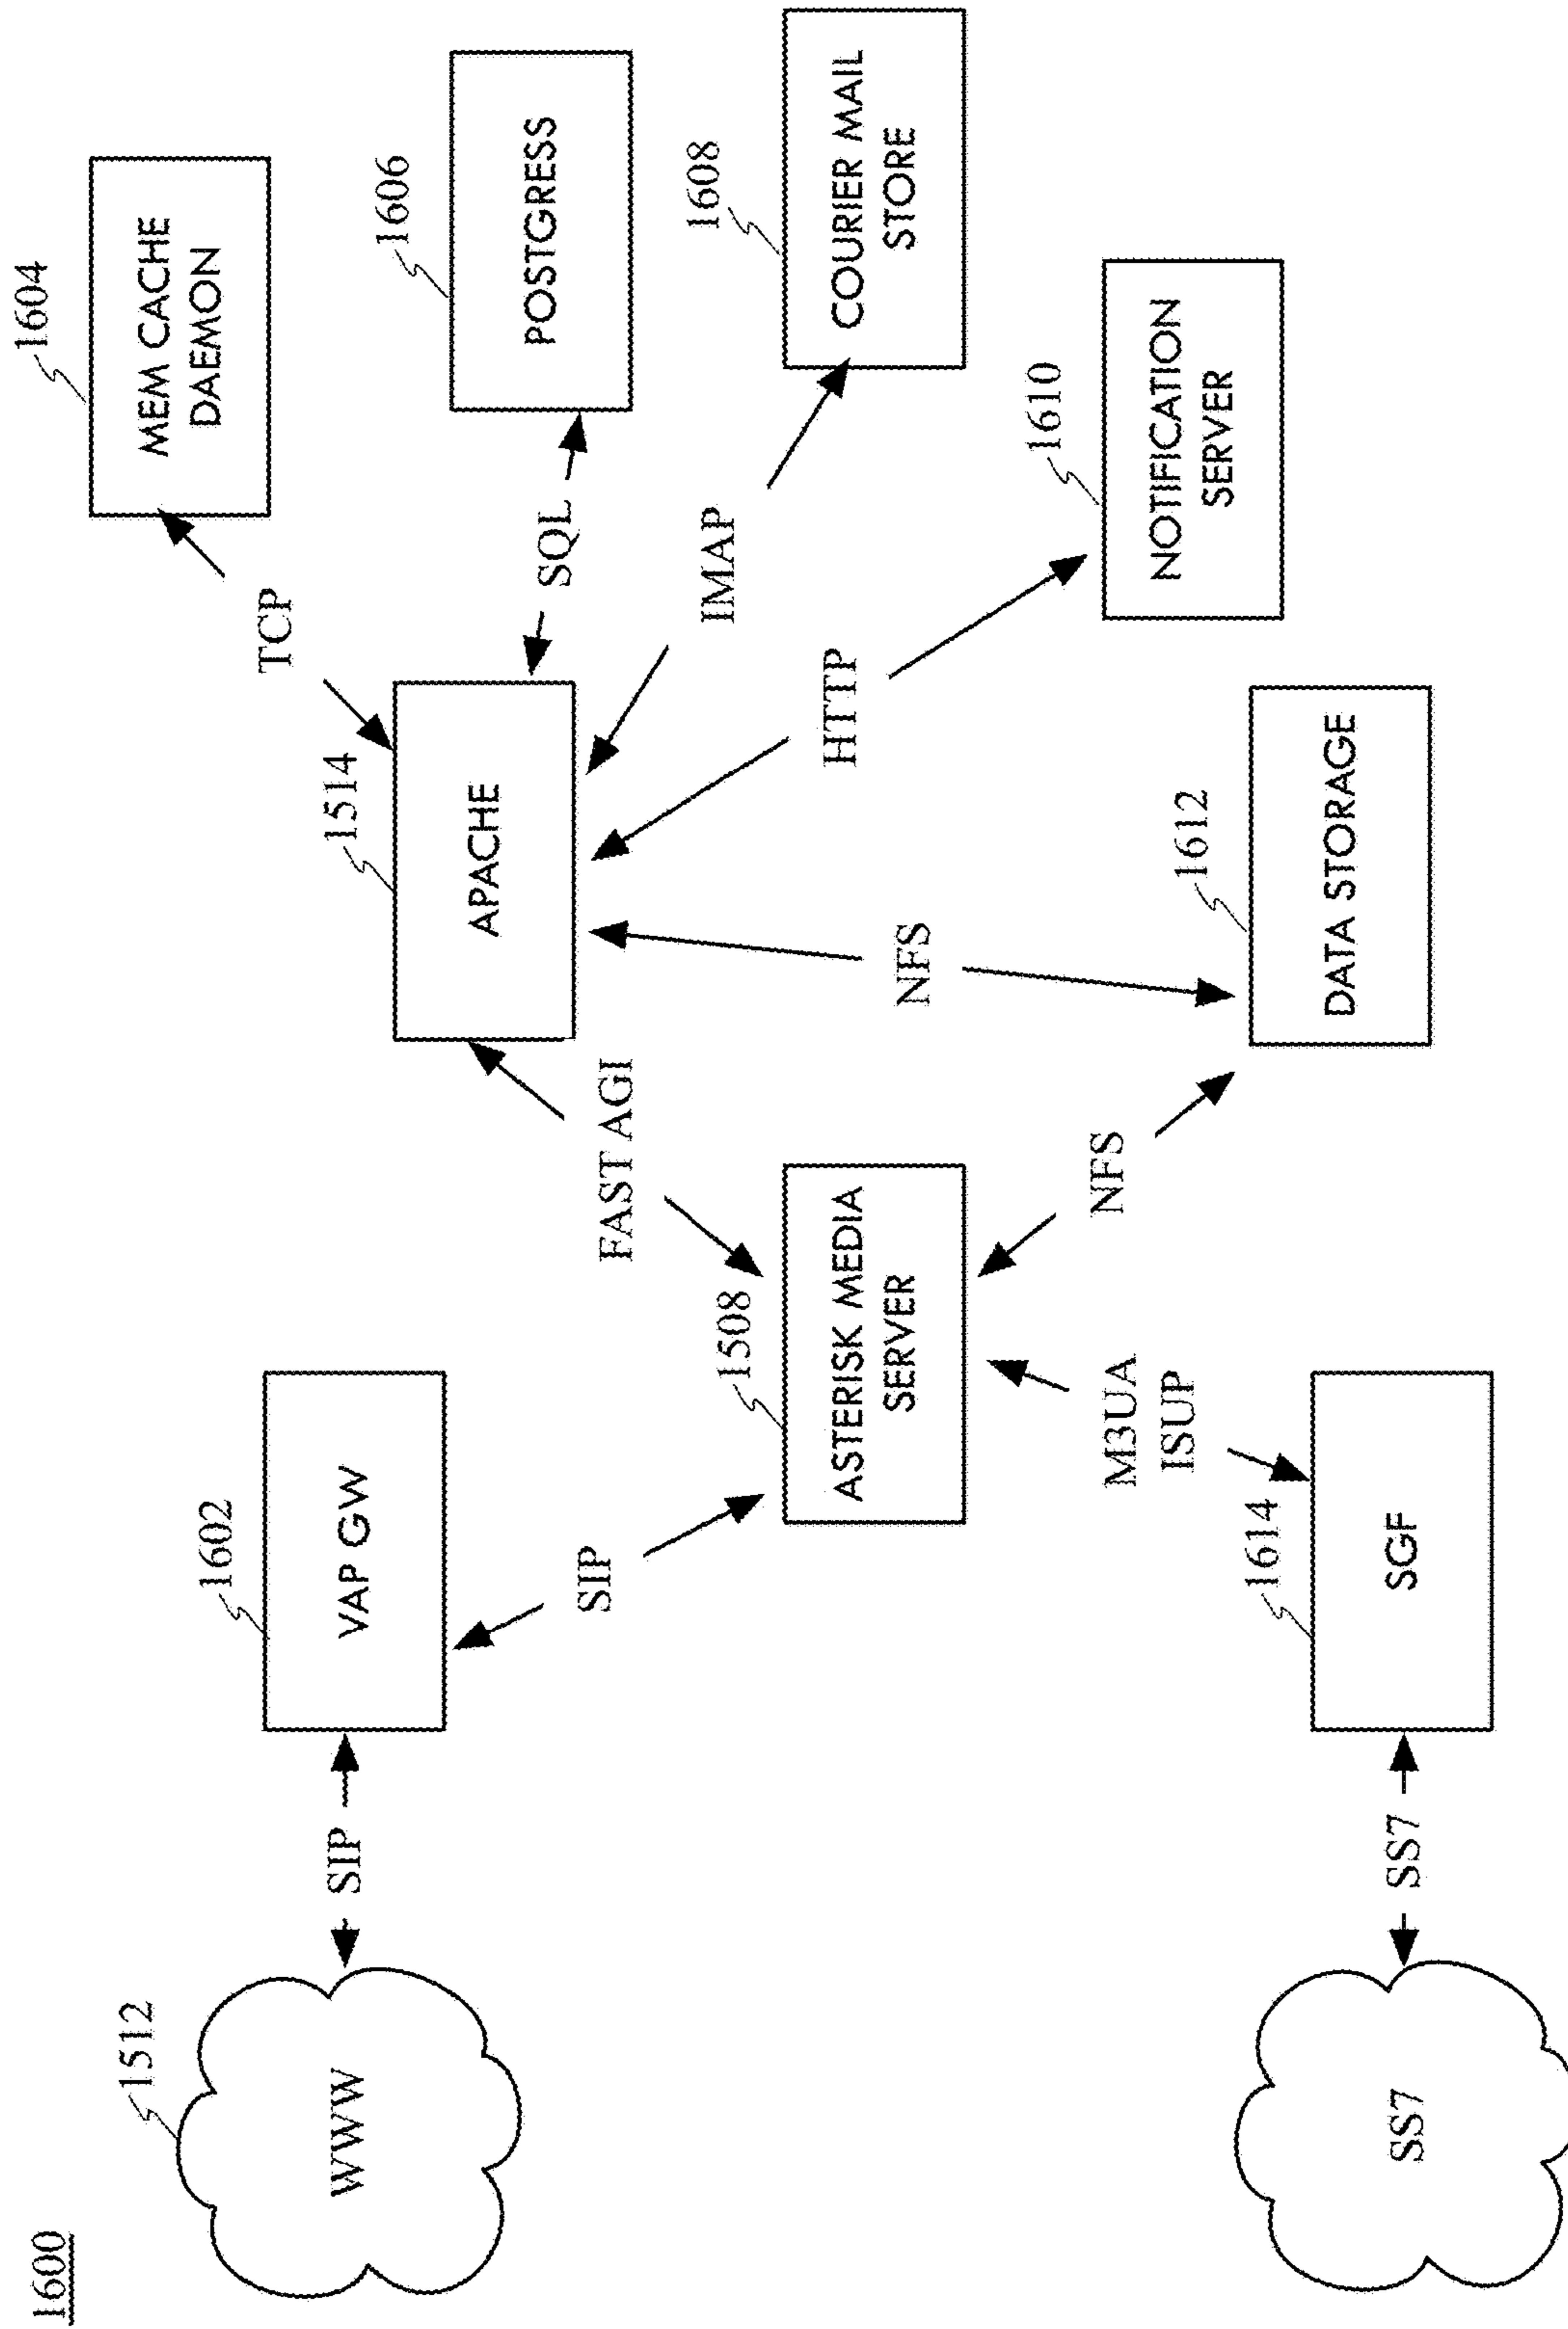 1600
1512
WWW
SIP
1602
VAP GW
SIP
SS7
SS7
1614
SGF
M3UA
ISUP
1508
ASTERISK MEDIA
SERVER
FAST AGI
NFS
1514
APACHE
NFS
1612
DATA STORAGE
TCP
1604
MEM CACHE
DAEMON
SQL
1606
POSTGRESS
IMAP
1608
COURIER MAIL
STORE
HTTP
1610
NOTIFICATION
SERVER